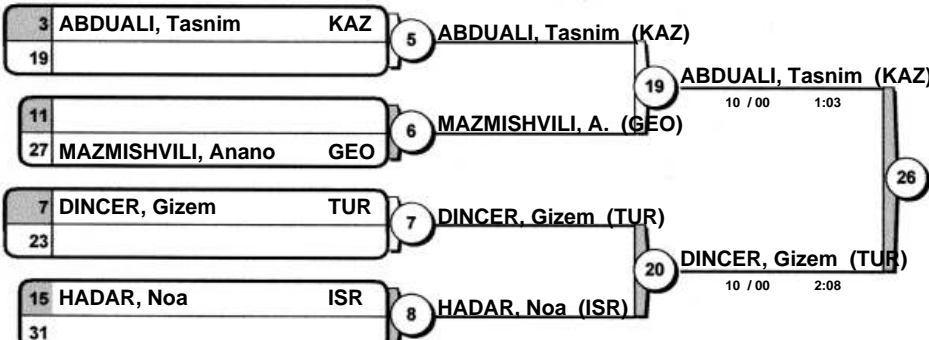 3 ABDUALI, Tasnim KAZ
19
5 ABDUALI, Tasnim (KAZ)
11
27 MAZMISHVILI, Anano GEO
6 MAZMISHVILI, A. (GEO)
19 ABDUALI, Tasnim (KAZ)
10 / 00 1:03
7 DINCER, Gizem TUR
23
7 DINCER, Gizem (TUR)
15 HADAR, Noa ISR
31
8 HADAR, Noa (ISR)
20 DINCER, Gizem (TUR)
10 / 00 2:08
26